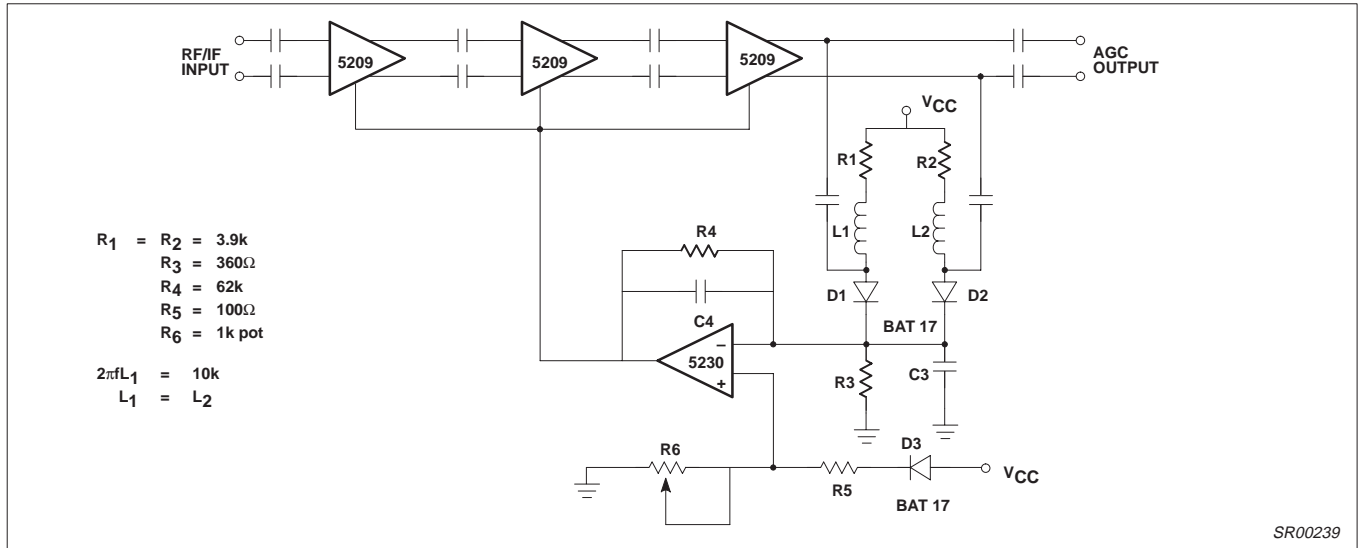 RF/IF
INPUT
5209
5209
5209
AGC
OUTPUT
VCC
R1
R2
L1
L2
R1 = R2 = 3.9k
R3 = 360Ω
R4 = 62k
R5 = 100Ω
R6 = 1k pot
2πfL1 = 10k
L1 = L2
R4
C4
D1
D2
BAT 17
5230
−
+
R3
C3
R6
R5
D3
BAT 17
VCC
SR00239